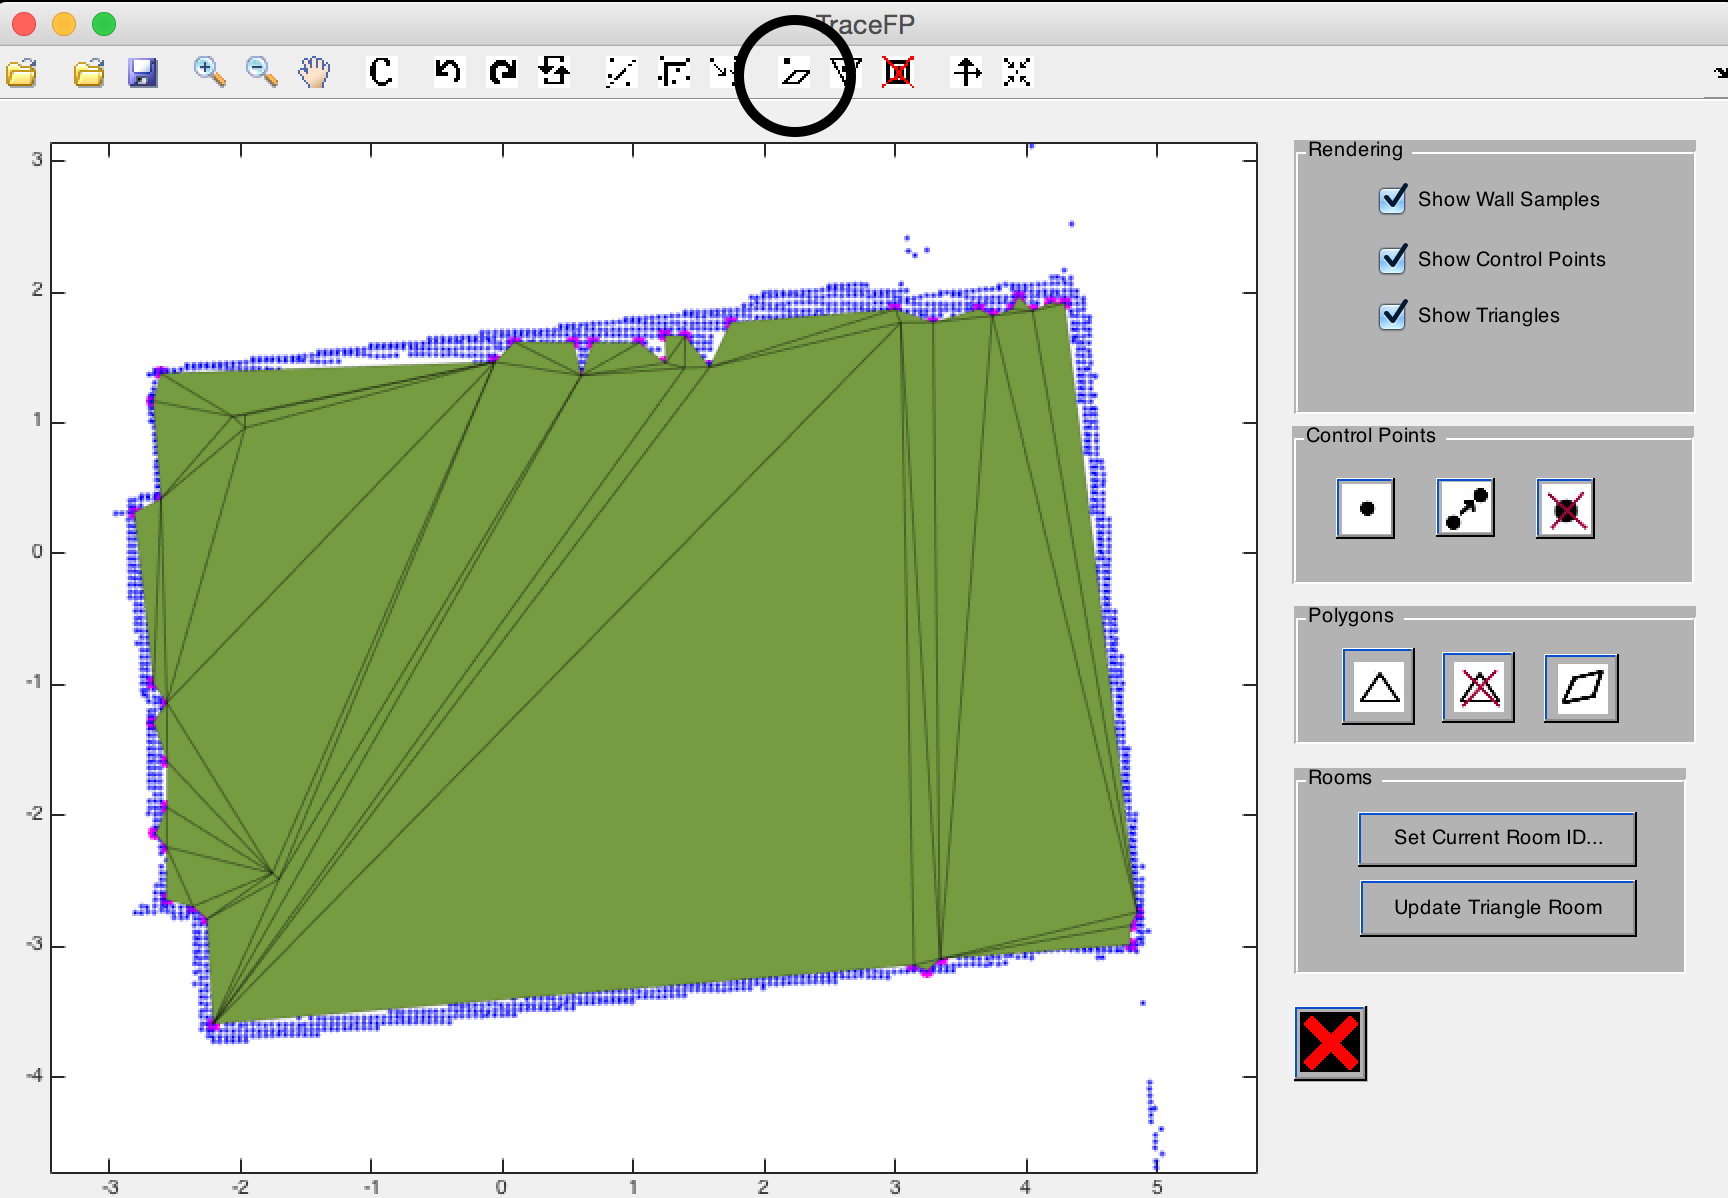 TraceFP
C
3
2
1
0
-1
-2
-3
-4
-3
-2
-1
0
1
2
3
4
5
Rendering
Show Wall Samples
Show Control Points
Show Triangles
Control Points
Polygons
Rooms
Set Current Room ID...
Update Triangle Room